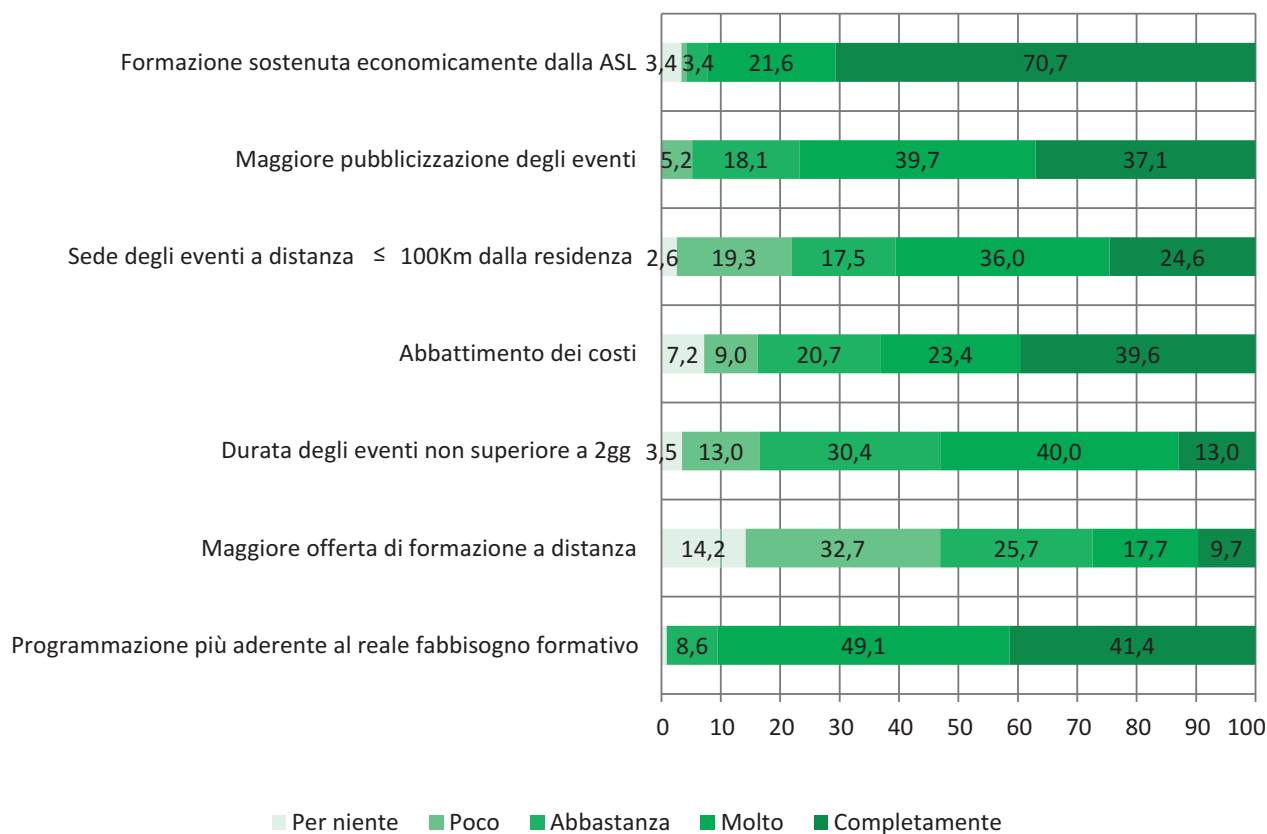 Formazione sostenuta economicamente dalla ASL 3,4 3,4 21,6 70,7
Maggiore pubblicizzazione degli eventi 5,2 18,1 39,7 37,1
Sede degli eventi a distanza ≤ 100Km dalla residenza 2,6 19,3 17,5 36,0 24,6
Abbattimento dei costi 7,2 9,0 20,7 23,4 39,6
Durata degli eventi non superiore a 2gg 3,5 13,0 30,4 40,0 13,0
Maggiore offerta di formazione a distanza 14,2 32,7 25,7 17,7 9,7
Programmazione più aderente al reale fabbisogno formativo 8,6 49,1 41,4
0 10 20 30 40 50 60 70 80 90 100
Per niente Poco Abbastanza Molto Completamente